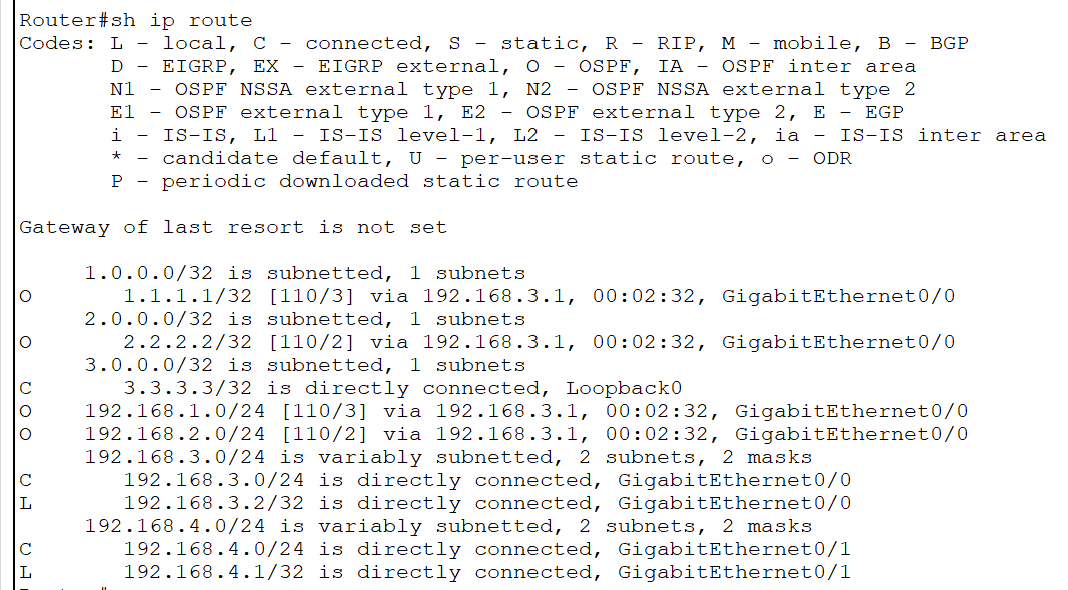 Router#sh ip route
Codes: L - local, C - connected, S - static, R - RIP, M - mobile, B - BGP
       D - EIGRP, EX - EIGRP external, O - OSPF, IA - OSPF inter area
       N1 - OSPF NSSA external type 1, N2 - OSPF NSSA external type 2
       E1 - OSPF external type 1, E2 - OSPF external type 2, E - EGP
       i - IS-IS, L1 - IS-IS level-1, L2 - IS-IS level-2, ia - IS-IS inter area
       * - candidate default, U - per-user static route, o - ODR
       P - periodic downloaded static route

Gateway of last resort is not set

     1.0.0.0/32 is subnetted, 1 subnets
O       1.1.1.1/32 [110/3] via 192.168.3.1, 00:02:32, GigabitEthernet0/0
     2.0.0.0/32 is subnetted, 1 subnets
O       2.2.2.2/32 [110/2] via 192.168.3.1, 00:02:32, GigabitEthernet0/0
     3.0.0.0/32 is subnetted, 1 subnets
C       3.3.3.3/32 is directly connected, Loopback0
O    192.168.1.0/24 [110/3] via 192.168.3.1, 00:02:32, GigabitEthernet0/0
O    192.168.2.0/24 [110/2] via 192.168.3.1, 00:02:32, GigabitEthernet0/0
     192.168.3.0/24 is variably subnetted, 2 subnets, 2 masks
C       192.168.3.0/24 is directly connected, GigabitEthernet0/0
L       192.168.3.2/32 is directly connected, GigabitEthernet0/0
     192.168.4.0/24 is variably subnetted, 2 subnets, 2 masks
C       192.168.4.0/24 is directly connected, GigabitEthernet0/1
L       192.168.4.1/32 is directly connected, GigabitEthernet0/1